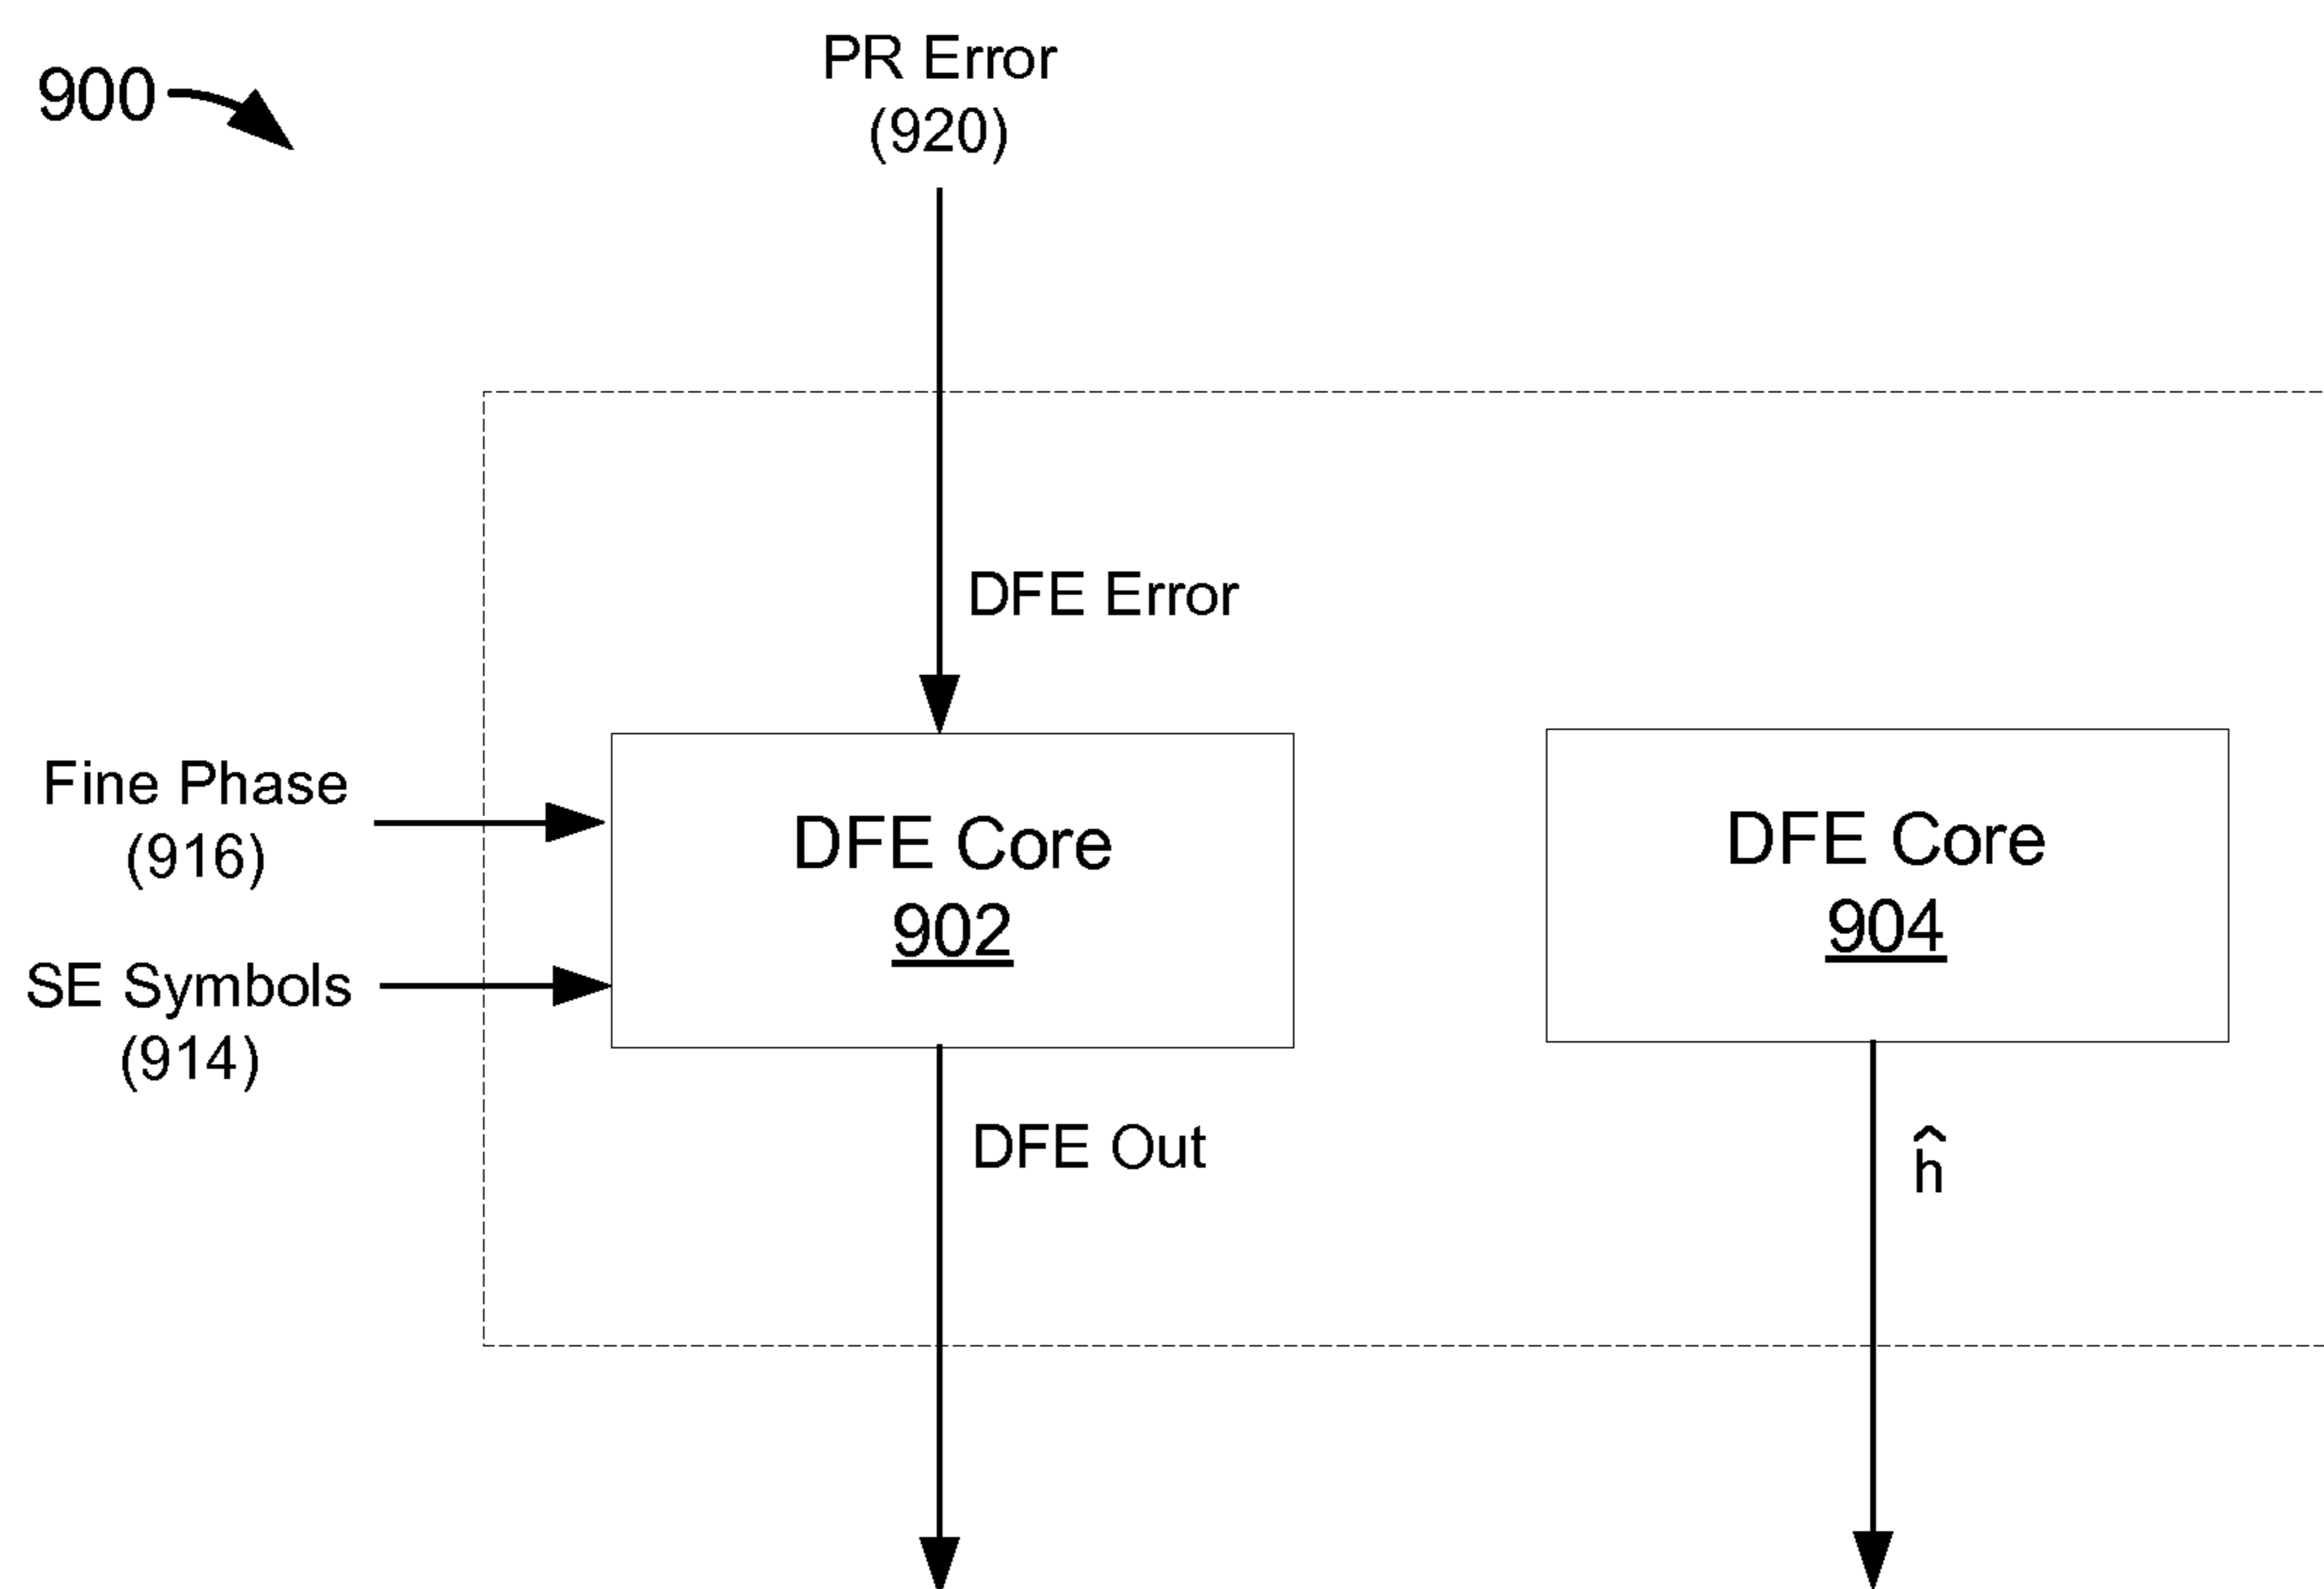 900
PR Error
(920)
DFE Error
Fine Phase
(916)
SE Symbols
(914)
DFE Core
902
DFE Core
904
DFE Out
ĥ